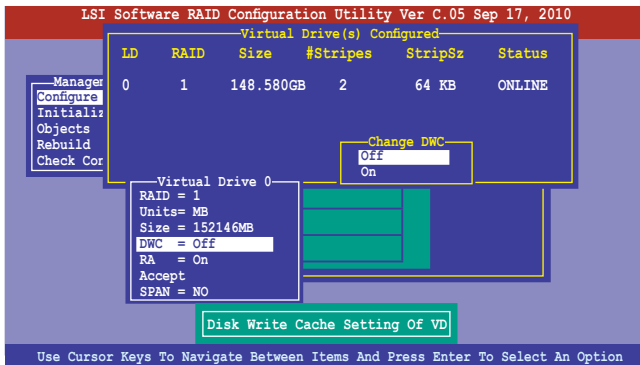 LSI Software RAID Configuration Utility Ver C.05 Sep 17, 2010
Virtual Drive(s) Configured
LD RAID Size #Stripes StripSz Status
0 1 148.580GB 2 64 KB ONLINE
Configure
Initializ
Objects
Rebuild
Check Con
Change DWC
Off
On
Virtual Drive 0
RAID = 1
Units= MB
Size = 152146MB
DWC = Off
RA = On
Accept
SPAN = NO
Disk Write Cache Setting Of VD
Use Cursor Keys To Navigate Between Items And Press Enter To Select An Option